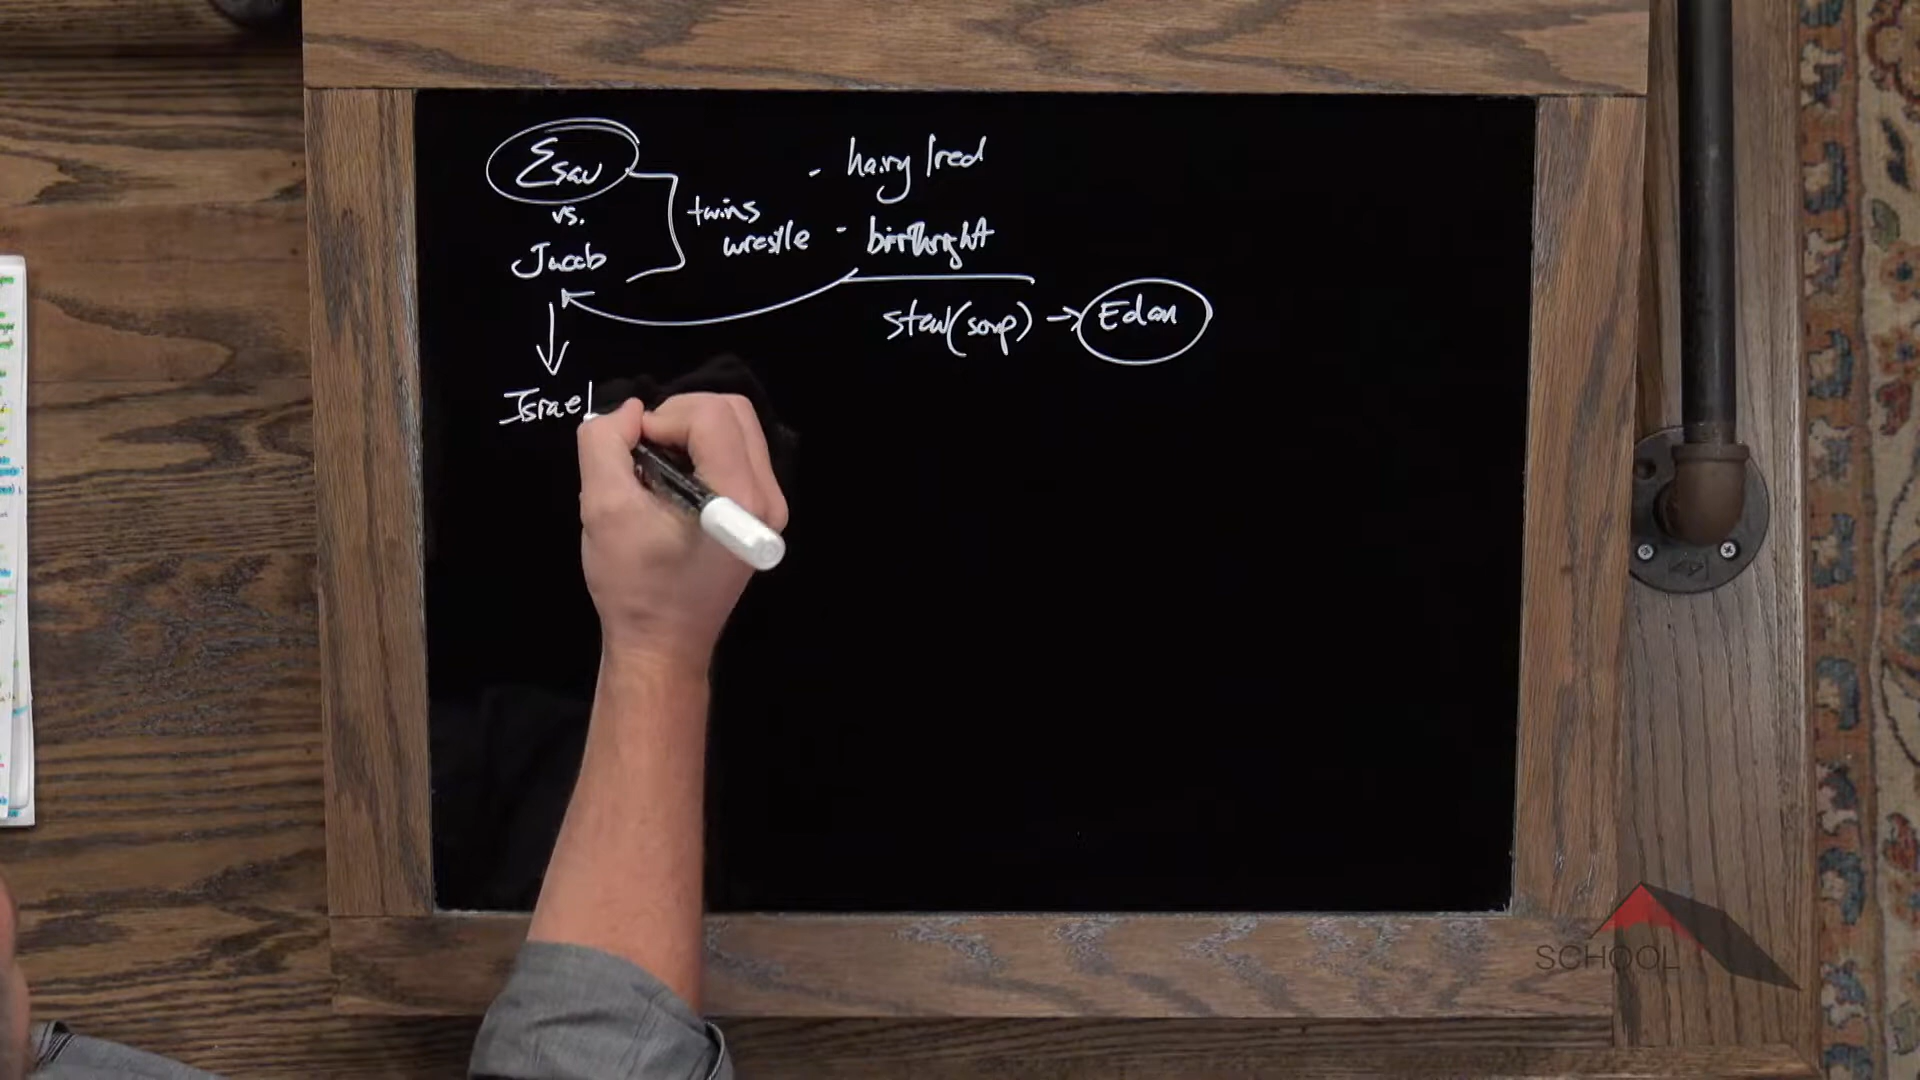 Esau
vs.
Jacob
twins
wrestle
- hairy/red
- birthright
stew (soup) → Edom
Israel
SCHOOL